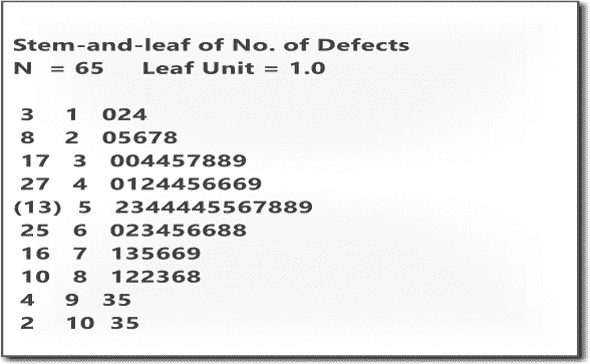 Stem-and-leaf of No. of Defects
N = 65 Leaf Unit = 1.0
3 1 024
8 2 05678
17 3 004457889
27 4 0124456669
(13) 5 2344445567889
25 6 023456688
16 7 135669
10 8 122368
4 9 35
2 10 35